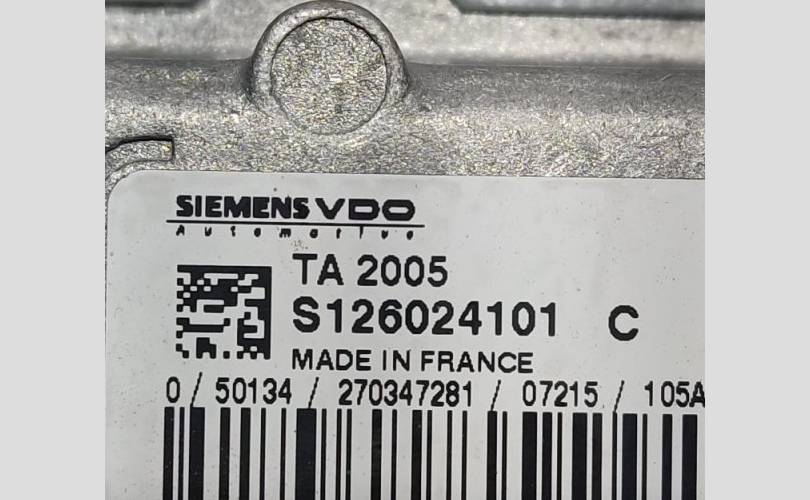 SIEMENS VDO
Automotive
TA 2005
S126024101 C
MADE IN FRANCE
0 / 50134 / 270347281 / 07215 / 105A